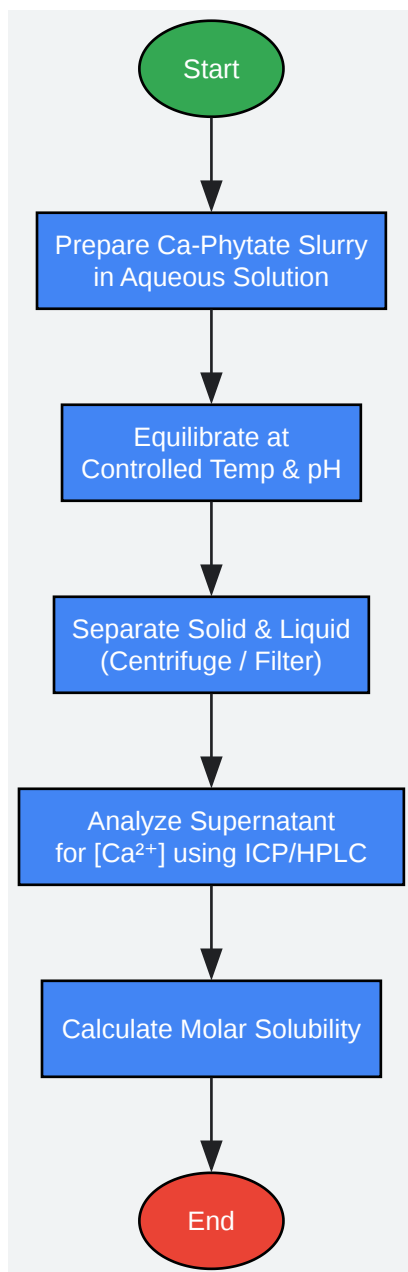 Start
Prepare Ca-Phytate Slurry
in Aqueous Solution
Equilibrate at
Controlled Temp & pH
Separate Solid & Liquid
(Centrifuge / Filter)
Analyze Supernatant
for [Ca²⁺] using ICP/HPLC
Calculate Molar Solubility
End